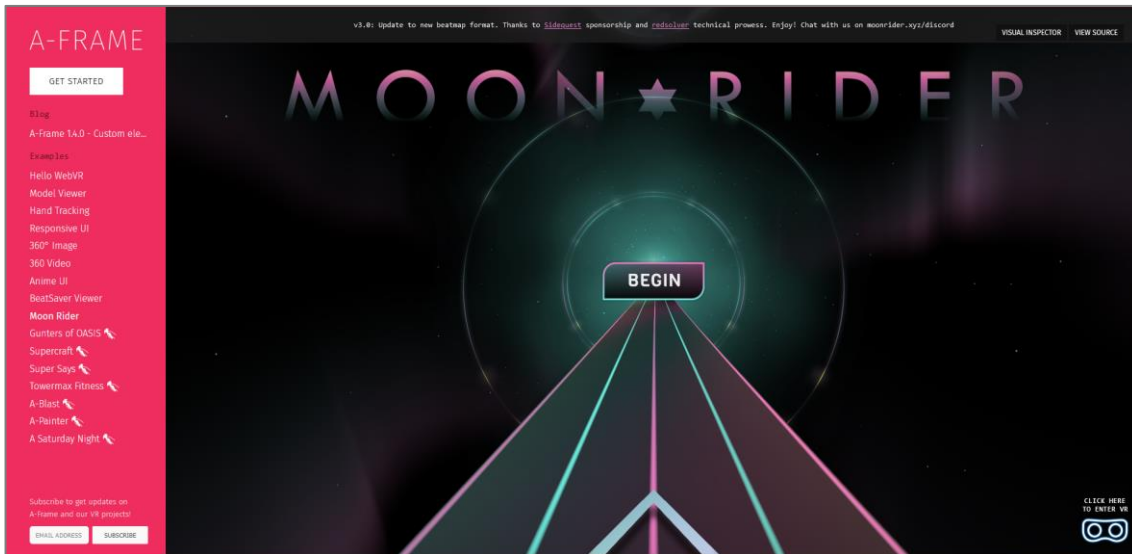 A-FRAME
GET STARTED
Blog
A-Frame 1.4.0 - Custom ele...
Examples
Hello WebVR
Model Viewer
Hand Tracking
Responsive UI
360° Image
360 Video
Anime UI
BeatSaver Viewer
Moon Rider
Gunters of OASIS
Supercraft
Super Says
Towermax Fitness
A-Blast
A-Painter
A Saturday Night
Subscribe to get updates on
A-Frame and our VR projects!
EMAIL ADDRESS SUBSCRIBE
v3.0: Update to new beatmap format. Thanks to Sidequest sponsorship and redsolver technical prowess. Enjoy! Chat with us on moonrider.xyz/discord
VISUAL INSPECTOR VIEW SOURCE
MOON RIDER
BEGIN
CLICK HERE
TO ENTER VR